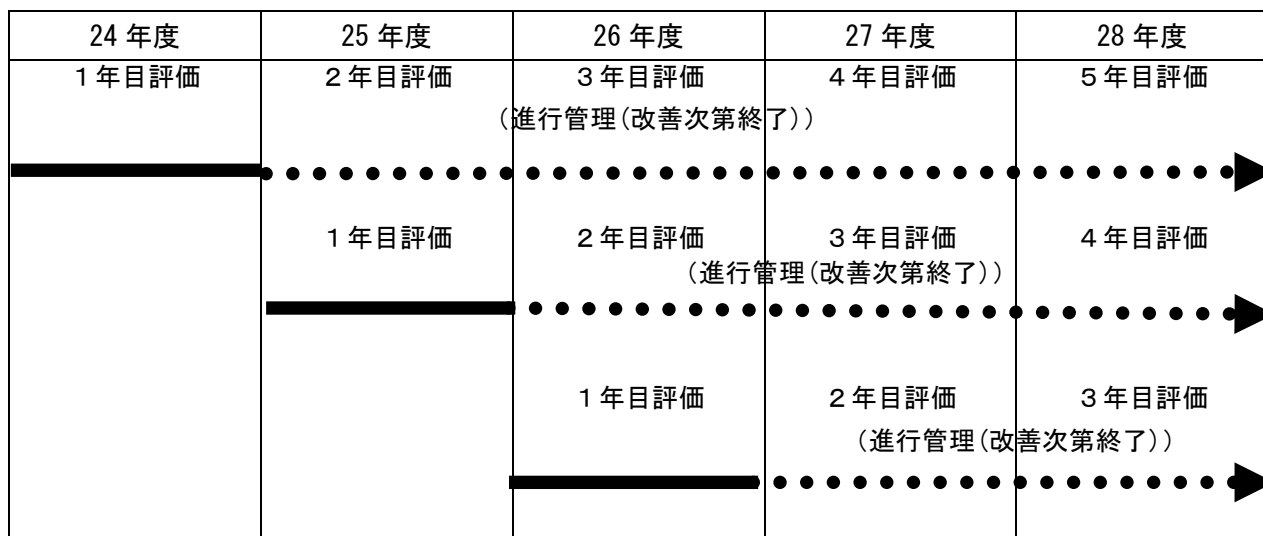 24 年度 25 年度 26 年度 27 年度 28 年度
1年目評価 2年目評価 3年目評価 4年目評価 5年目評価
(進行管理(改善次第終了))
1年目評価 2年目評価 3年目評価 4年目評価
(進行管理(改善次第終了))
1年目評価 2年目評価 3年目評価
(進行管理(改善次第終了))